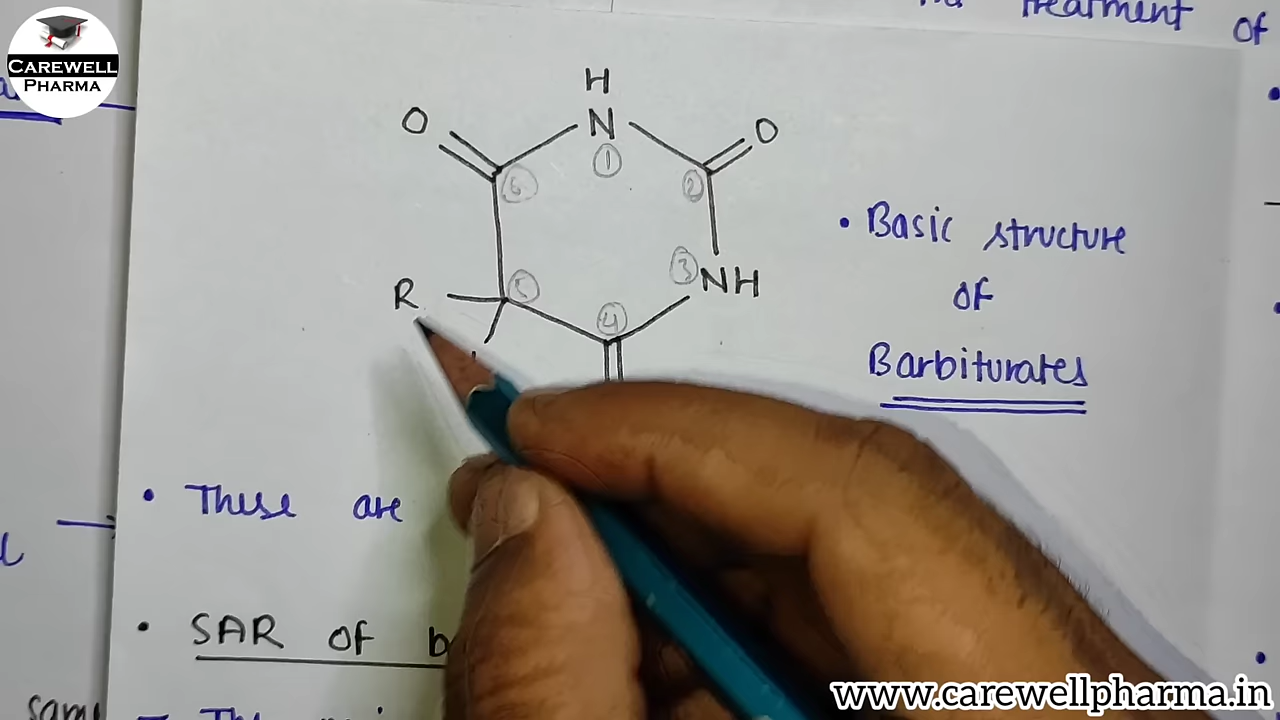 CAREWELL
PHARMA
Treatment of
H
O
N
O
1
6
2
3
NH
R
5
4
• Basic structure
of
Barbiturates
• These are
• SAR of b
www.carewellpharma.in